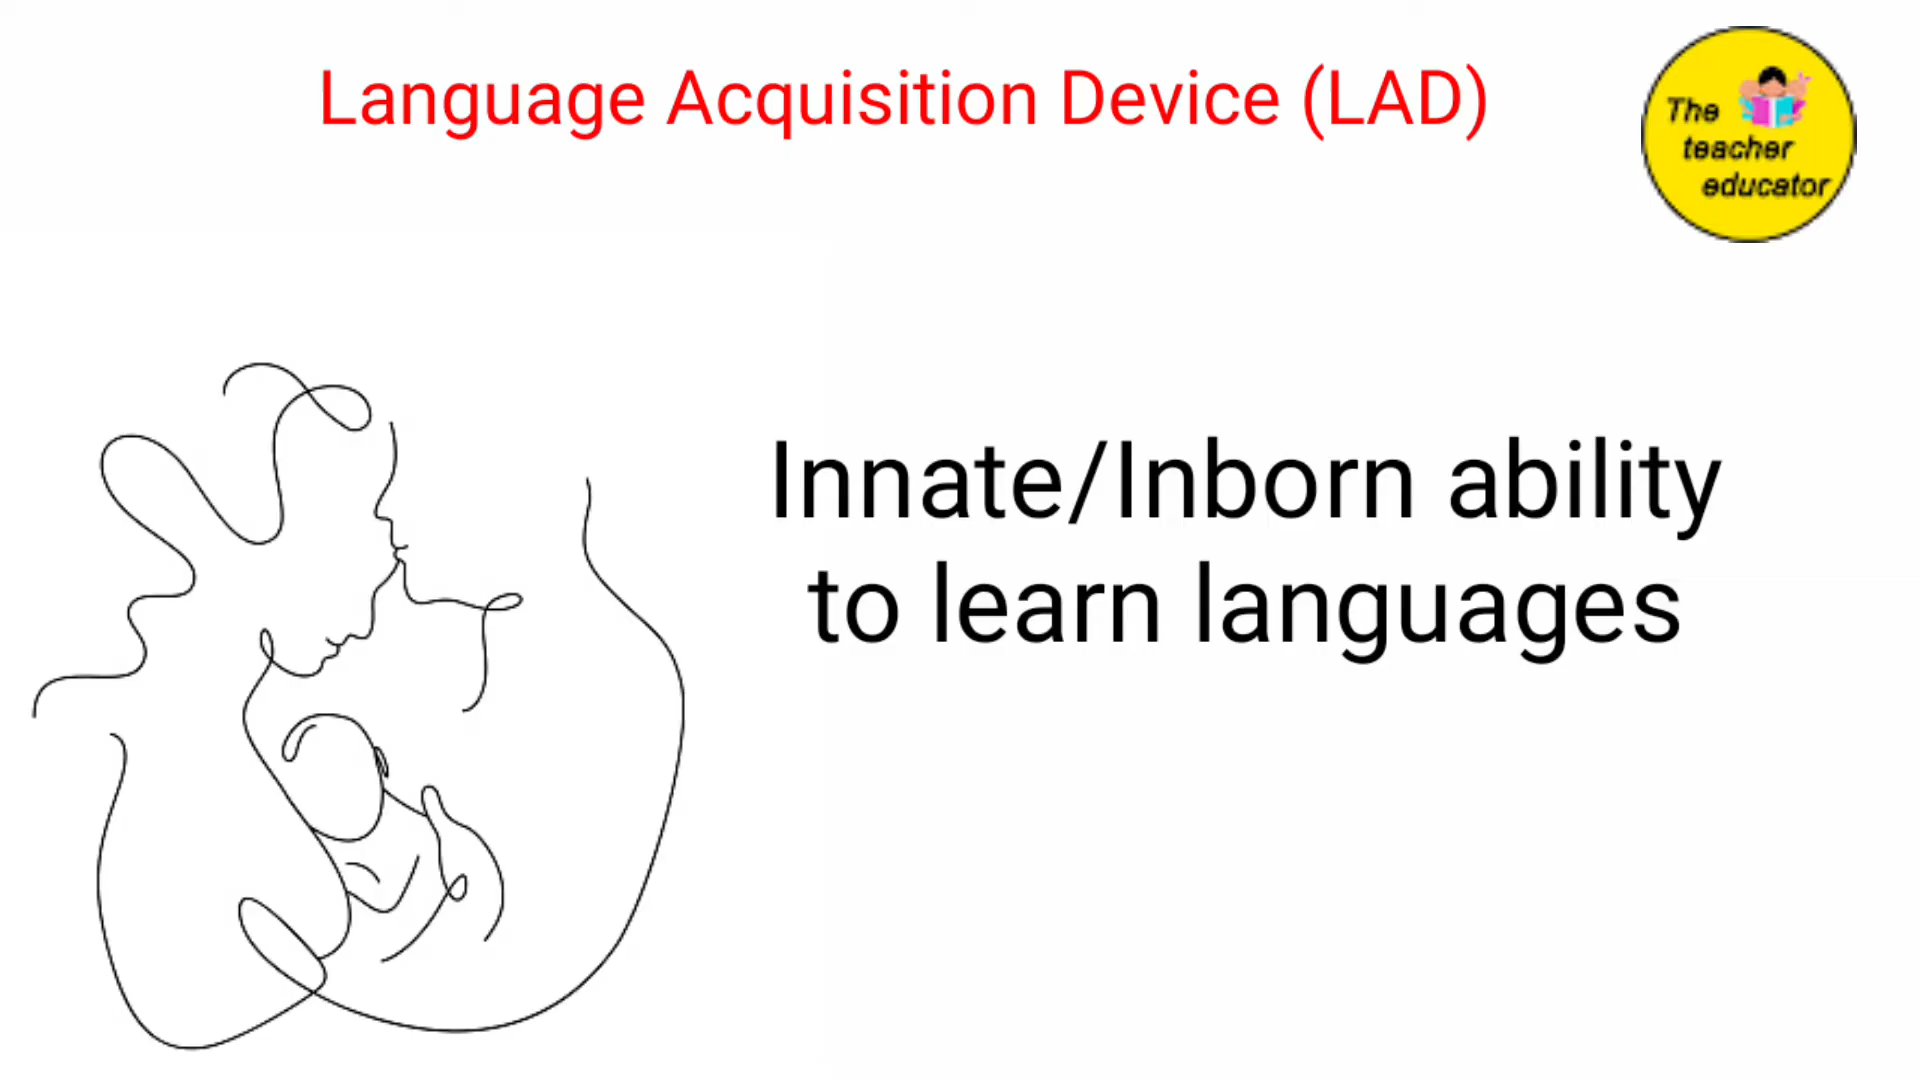 Language Acquisition Device (LAD)
The
teacher
educator
Innate/Inborn ability
to learn languages